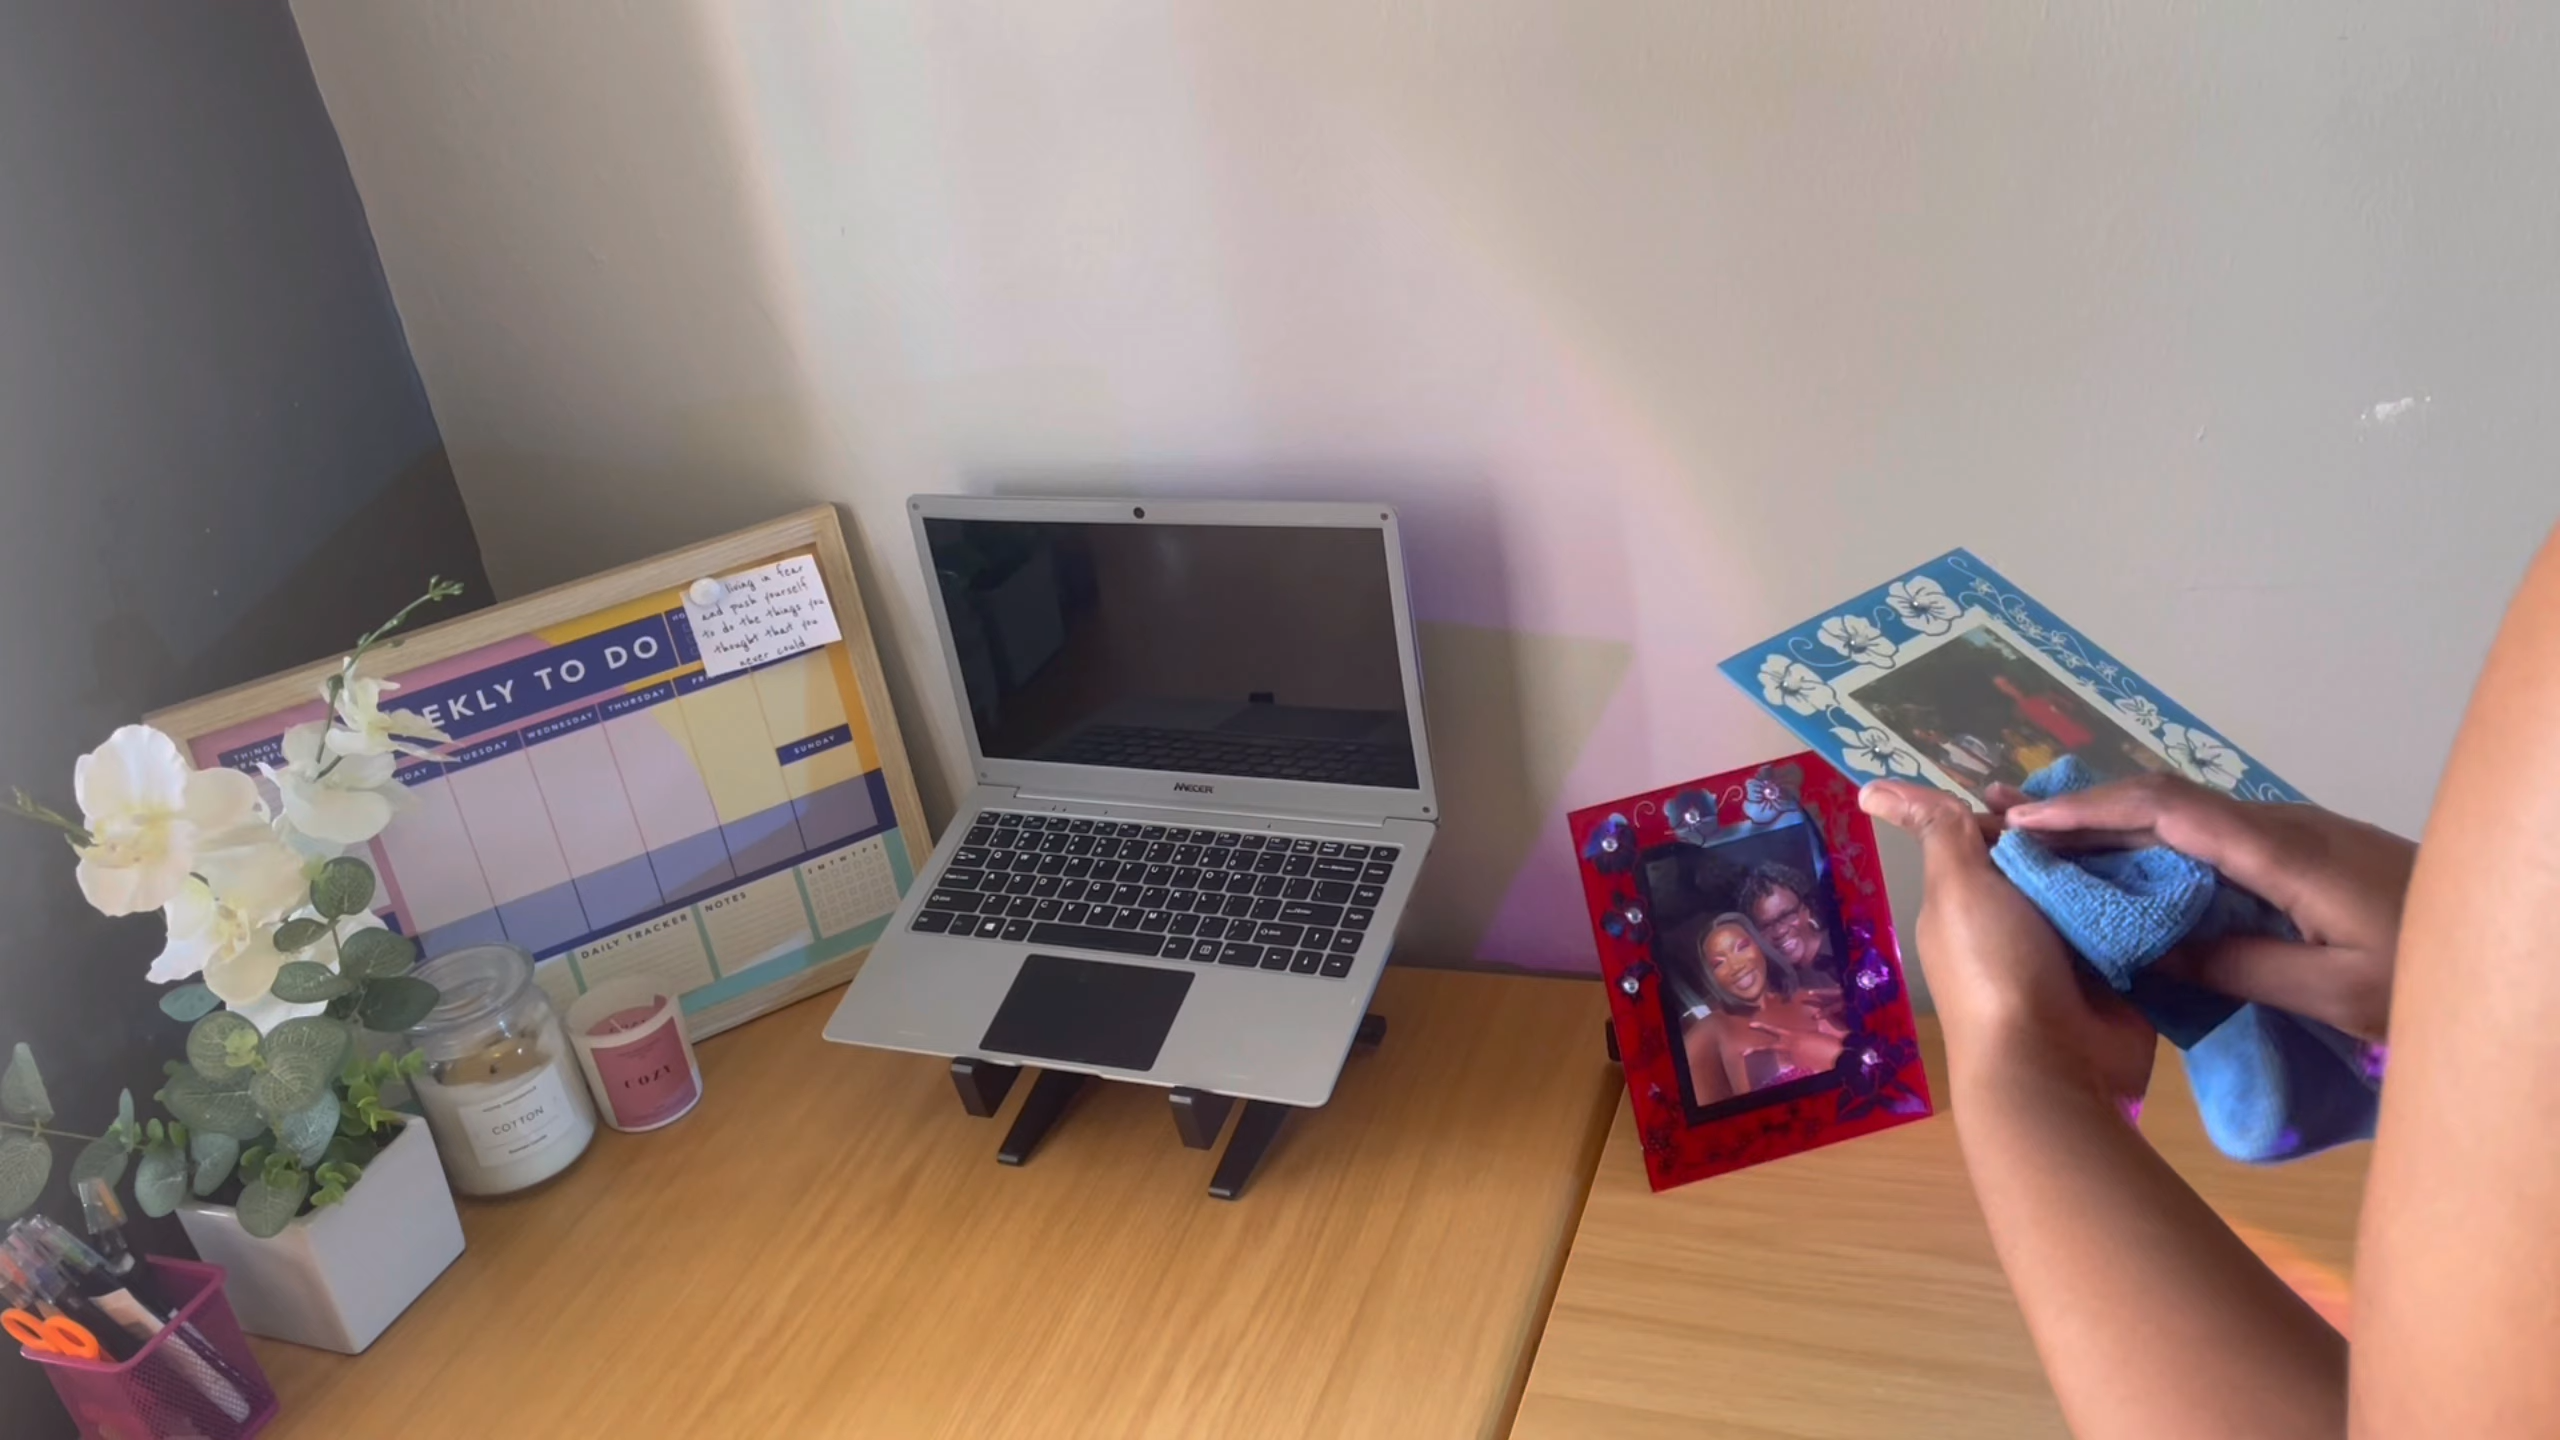 living in fear
and push yourself
to do the things you
thought that you
never could
EKLY TO DO
THINGS
TUESDAY
WEDNESDAY
THURSDAY
SUNDAY
DAILY TRACKER
NOTES
S M T W T F S
MECER
COTTON
COZY